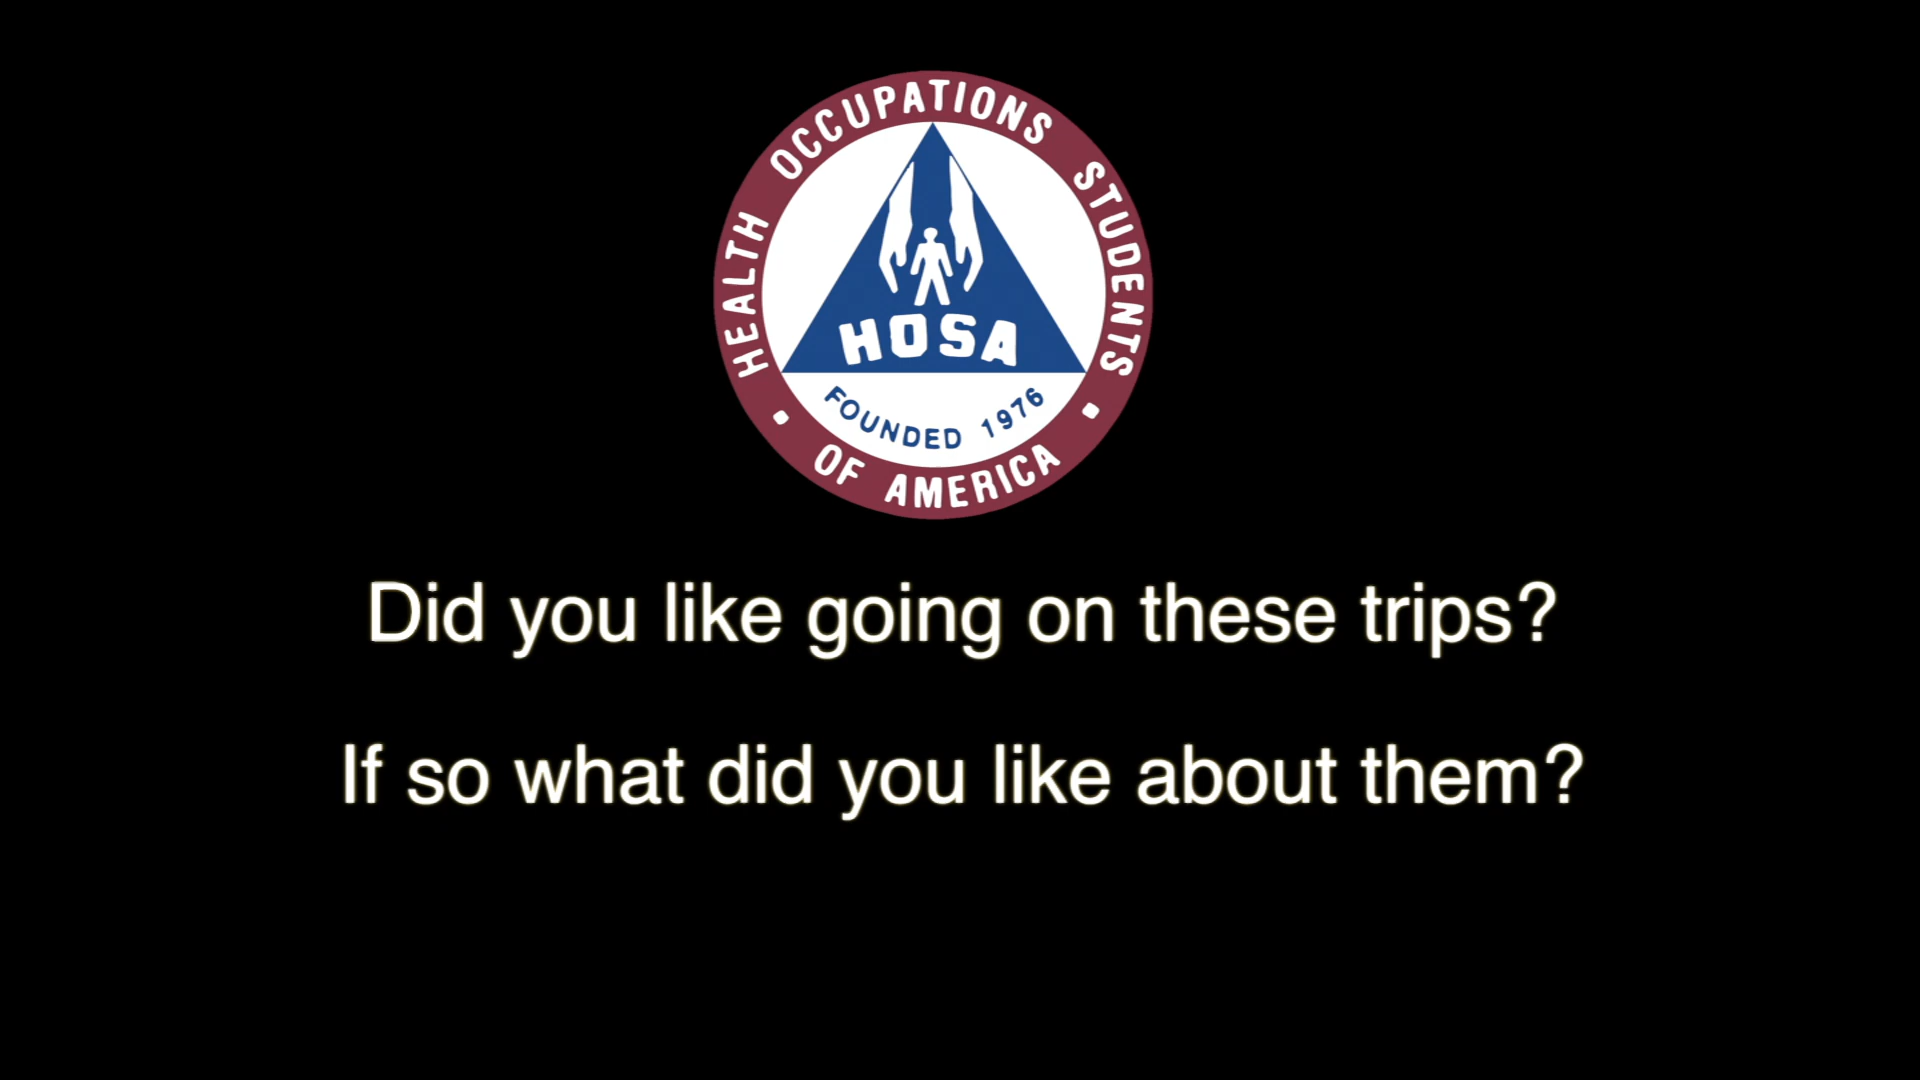 HEALTH OCCUPATIONS STUDENTS
HOSA
FOUNDED 1976
OF AMERICA
Did you like going on these trips?
If so what did you like about them?